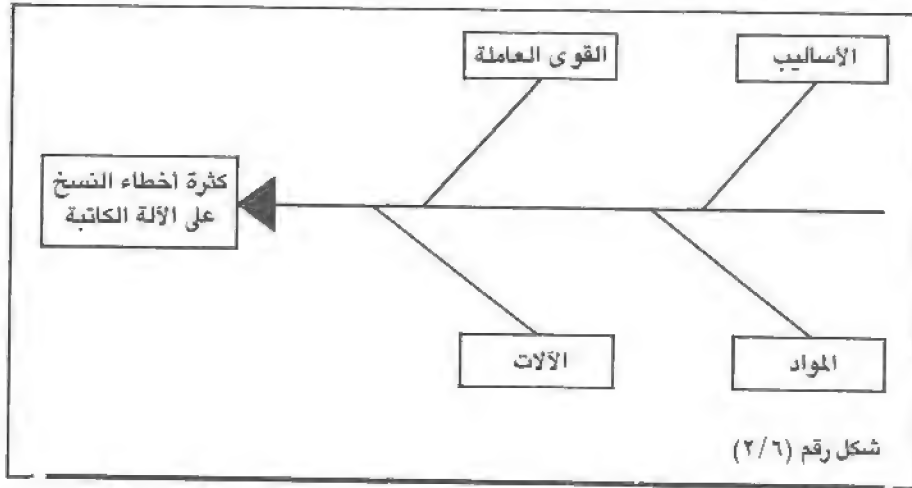 الأساليب
القوى العاملة
كثرة أخطاء النسخ
على الآلة الكاتبة
المواد
الآلات
شكل رقم (٢/٦)